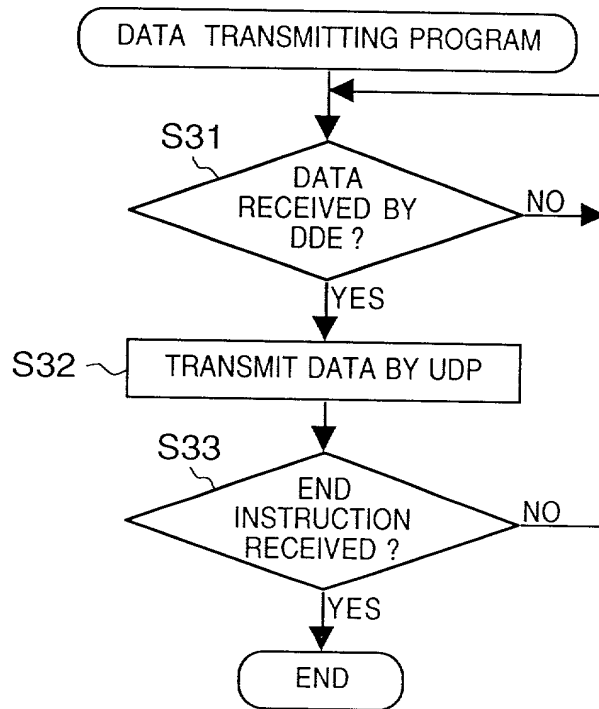 DATA TRANSMITTING PROGRAM
S31
DATA
RECEIVED BY
DDE ?
NO
YES
S32
TRANSMIT DATA BY UDP
S33
END
INSTRUCTION
RECEIVED ?
NO
YES
END